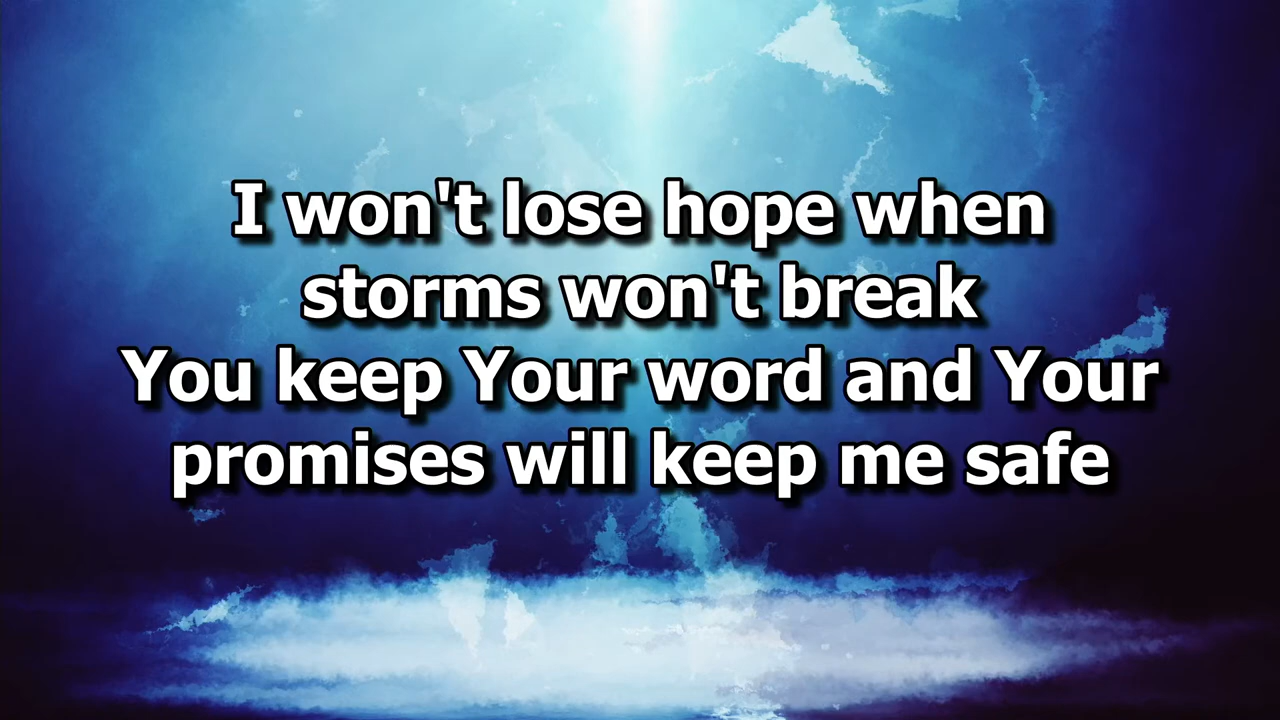 I won't lose hope when
storms won't break
You keep Your word and Your
promises will keep me safe